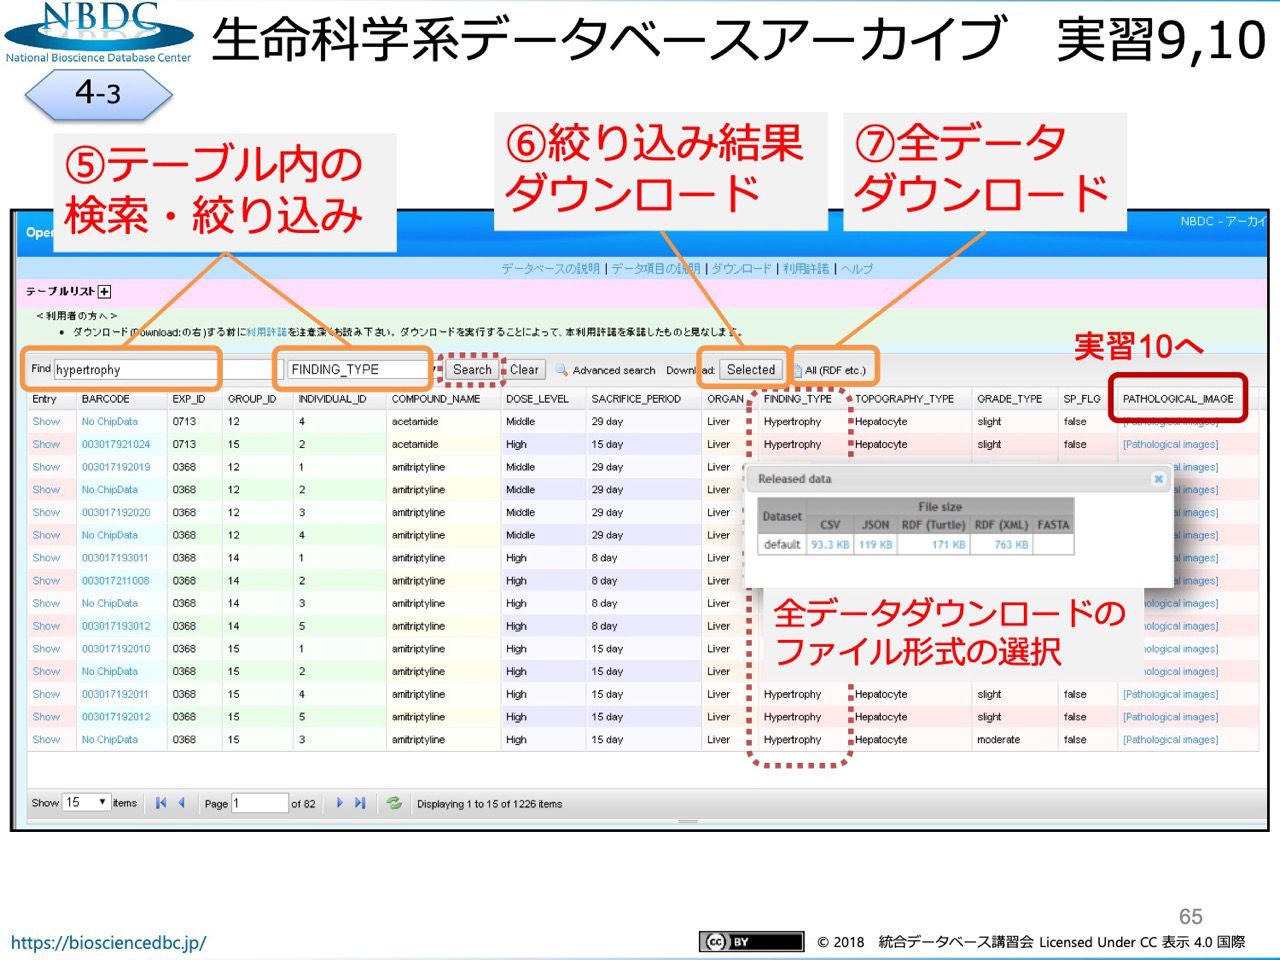 NBDC
National Bioscience Database Center
生命科学系データベースアーカイブ 実習9,10
4-3
⑤テーブル内の
検索・絞り込み
⑥絞り込み結果
ダウンロード
⑦全データ
ダウンロード
Open
NBDC - アーカイ
データベースの説明 | データ項目の説明 | ダウンロード | 利用許諾 | ヘルプ
テーブルリスト+
<利用者の方へ>
• ダウンロード(Download:の右)する前に利用許諾を注意深くお読み下さい。ダウンロードを実行することによって、本利用許諾を承諾したものと見なします。
実習10へ
Find hypertrophy FINDING_TYPE Search Clear Advanced search Download: Selected All (RDF etc.)
Entry BARCODE EXP_ID GROUP_ID INDIVIDUAL_ID COMPOUND_NAME DOSE_LEVEL SACRIFICE_PERIOD ORGAN FINDING_TYPE TOPOGRAPHY_TYPE GRADE_TYPE SP_FLG PATHOLOGICAL_IMAGE
Show No ChipData 0713 12 4 acetamide Middle 29 day Liver Hypertrophy Hepatocyte slight false [Pathological images]
Show 003017921024 0713 15 2 acetamide High 15 day Liver Hypertrophy Hepatocyte slight false [Pathological images]
Show 003017192019 0368 12 1 amitriptyline Middle 29 day Liver al images]
Show No ChipData 0368 12 2 amitriptyline Middle 29 day Liver al images]
Show 003017192020 0368 12 3 amitriptyline Middle 29 day Liver al images]
Show No ChipData 0368 12 4 amitriptyline Middle 29 day Liver al images]
Show 003017193011 0368 14 1 amitriptyline High 8 day Liver al images]
Show 003017211008 0368 14 2 amitriptyline High 8 day Liver al images]
Show No ChipData 0368 14 3 amitriptyline High 8 day Liver ological images]
Show 003017193012 0368 14 5 amitriptyline High 8 day Liver ological images]
Show 003017192010 0368 15 1 amitriptyline High 15 day Liver ological images]
Show No ChipData 0368 15 2 amitriptyline High 15 day Liver ological images]
Show 003017192011 0368 15 4 amitriptyline High 15 day Liver Hypertrophy Hepatocyte slight false [Pathological images]
Show 003017192012 0368 15 5 amitriptyline High 15 day Liver Hypertrophy Hepatocyte slight false [Pathological images]
Show No ChipData 0368 15 3 amitriptyline High 15 day Liver Hypertrophy Hepatocyte moderate false [Pathological images]
Released data
Dataset File size
CSV JSON RDF (Turtle) RDF (XML) FASTA
default 93.3 KB 119 KB 171 KB 763 KB
全データダウンロードの
ファイル形式の選択
Show 15 items Page 1 of 82 Displaying 1 to 15 of 1226 items
65
https://biosciencedbc.jp/
cc BY © 2018 統合データベース講習会 Licensed Under CC 表示 4.0 国際